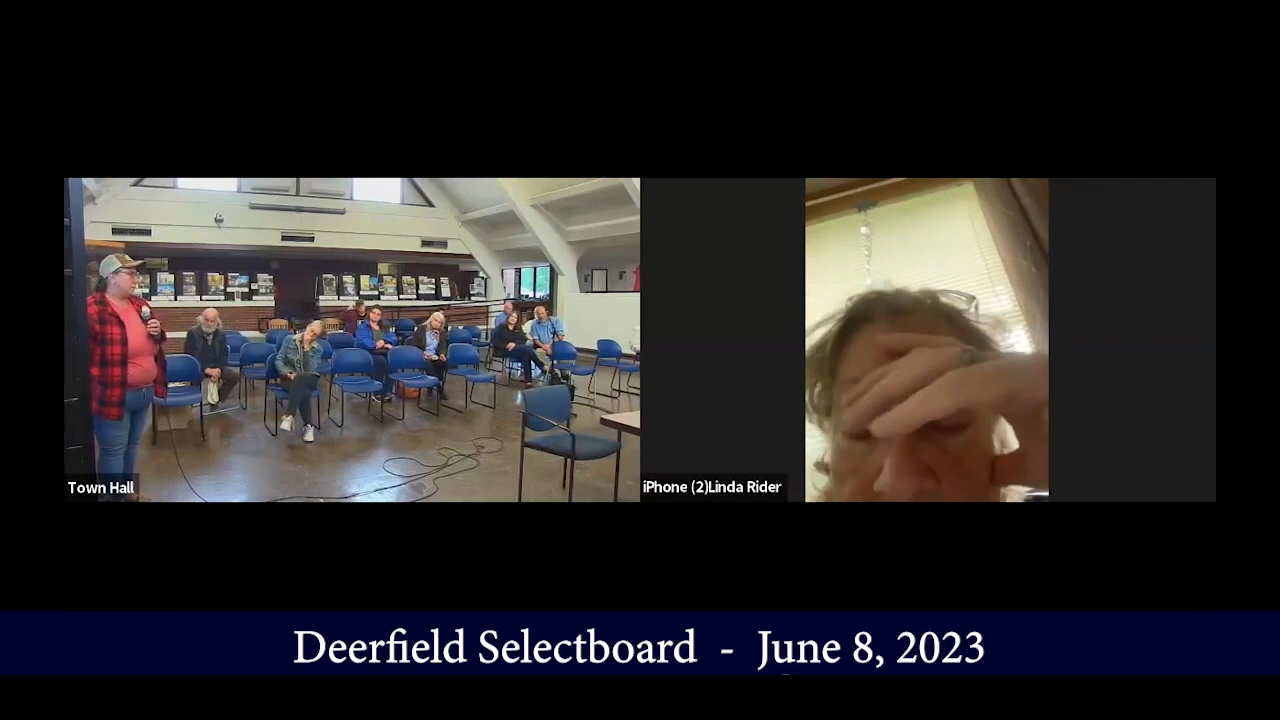 Town Hall
iPhone (2)Linda Rider
Deerfield Selectboard - June 8, 2023